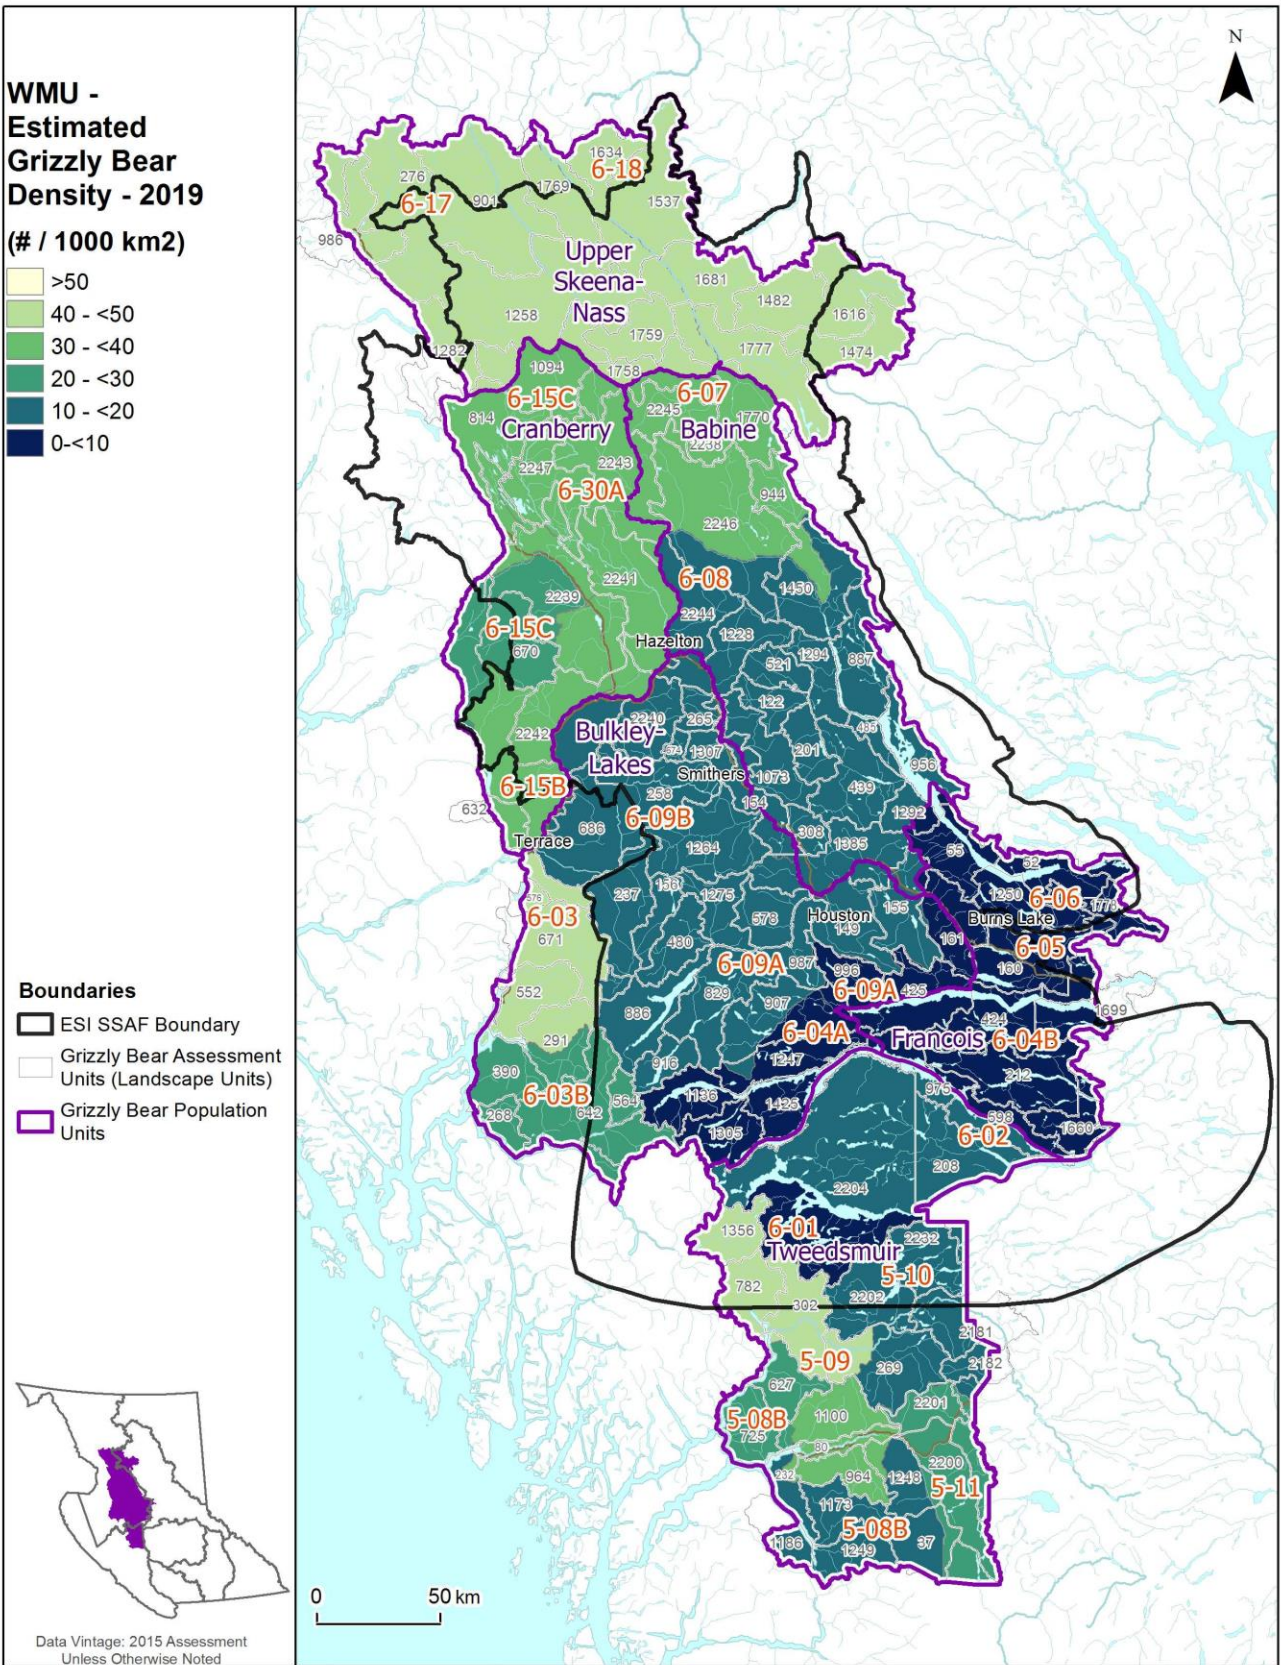 WMU -
Estimated
Grizzly Bear
Density - 2019
(# / 1000 km2)
>50
40 - <50
30 - <40
20 - <30
10 - <20
0-<10
Boundaries
ESI SSAF Boundary
Grizzly Bear Assessment
Units (Landscape Units)
Grizzly Bear Population
Units
Data Vintage: 2015 Assessment
Unless Otherwise Noted
N
1634
6-18
276
1769
6-17
901
1537
986
Upper
Skeena-
Nass
1681
1482
1258
1616
1759
1282
1777
1474
1094
1758
6-15C
6-07
814
2245
1770
Cranberry
Babine
2238
2247
2243
6-30A
944
2246
2241
6-08
1450
2239
2244
6-15C
1228
Hazelton
670
521
1294
887
122
2240
265
2242
Bulkley-
485
674
1307
201
Lakes
Smithers
956
1073
6-15B
439
258
154
632
6-09B
1292
686
308
Terrace
1264
1385
55
52
576
237
156
1275
1250
6-06
1778
6-03
578
Houston
155
Burns Lake
149
671
480
161
6-05
6-09A
987
996
160
552
829
6-09A
425
886
907
1699
424
6-04A
Francois
6-04B
291
916
1247
390
212
975
6-03B
564
1136
1425
268
642
598
1660
1305
6-02
208
2204
1356
6-01
2232
Tweedsmuir
5-10
782
2202
302
2181
5-09
269
2182
627
2201
1100
5-08B
725
80
2200
232
964
1248
5-11
1173
5-08B
1186
1249
37
0
50 km